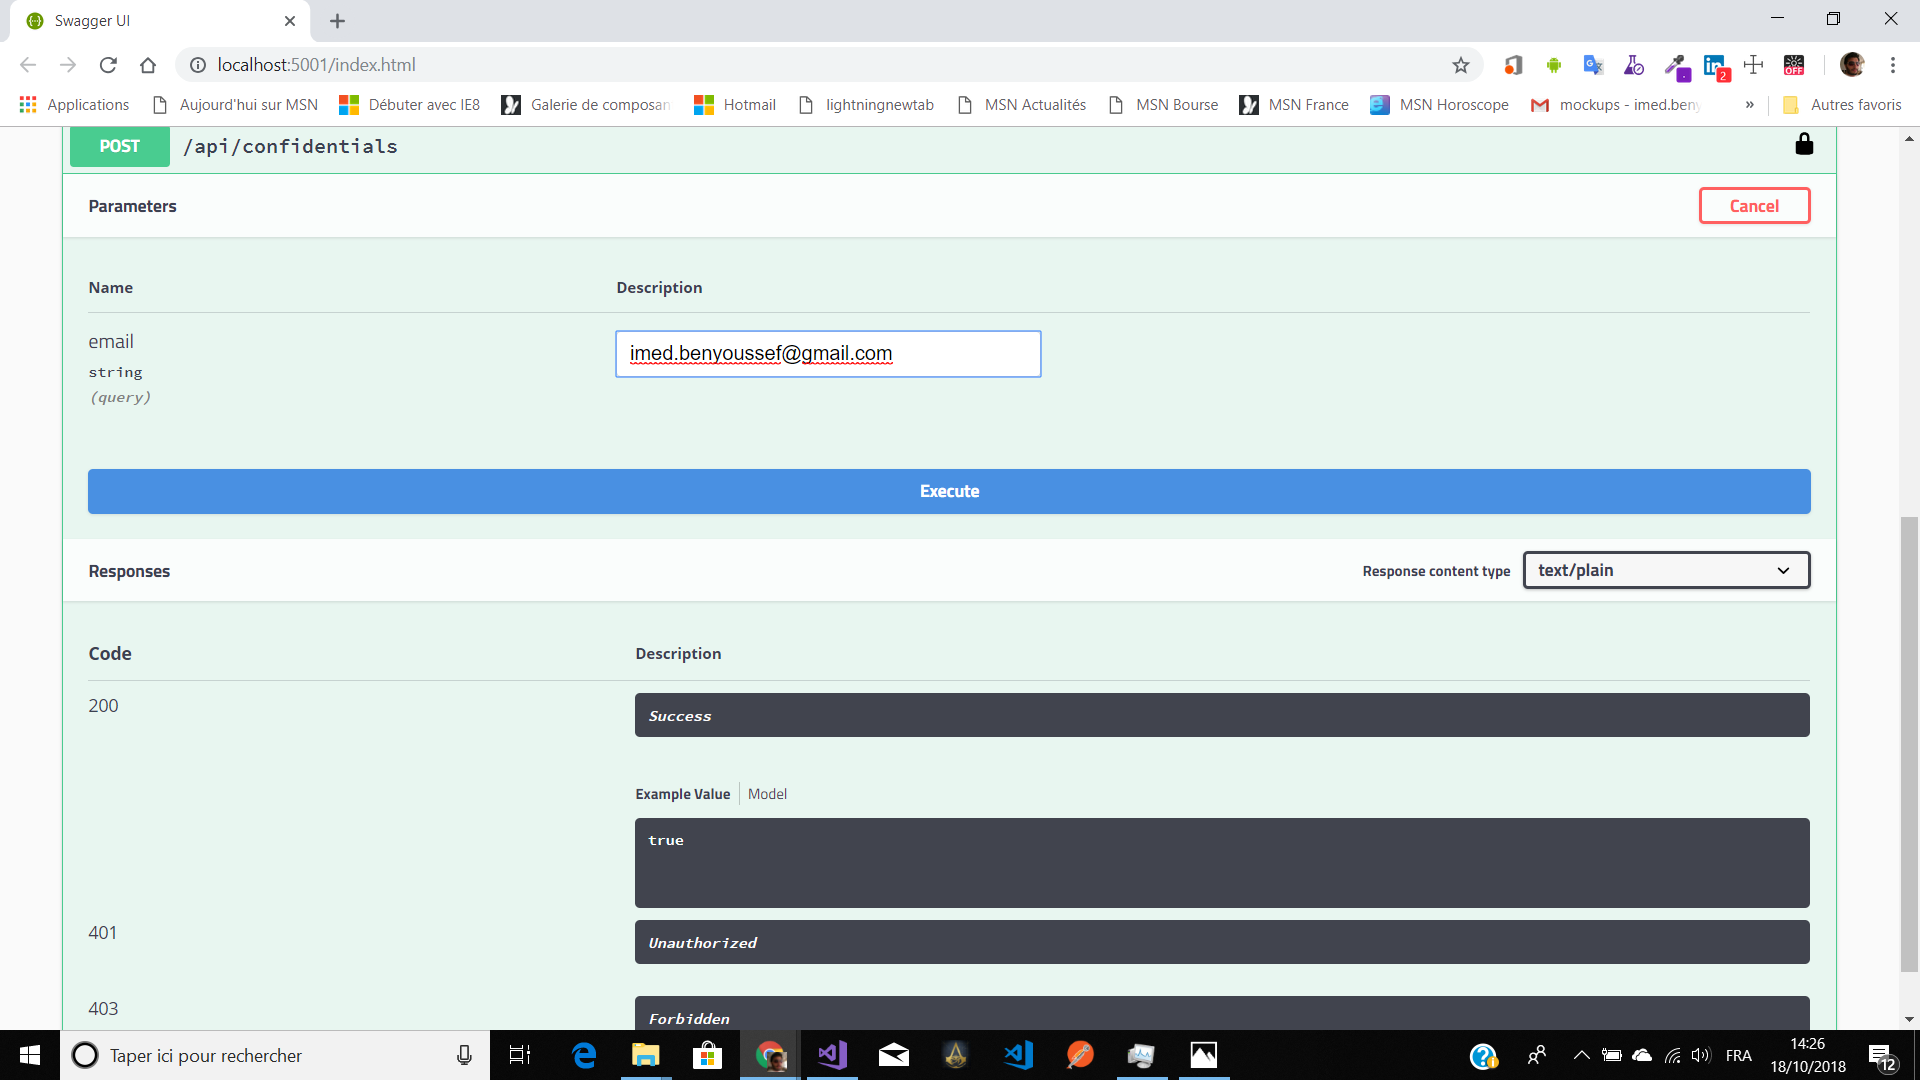 Swagger UI
localhost:5001/index.html
2
OFF
Applications
Aujourd'hui sur MSN
Débuter avec IE8
Galerie de composan
Hotmail
lightningnewtab
MSN Actualités
MSN Bourse
MSN France
MSN Horoscope
mockups - imed.beny
»
Autres favoris
POST
/api/confidentials
Parameters
Cancel
Name
Description
email
string
(query)
imed.benyoussef@gmail.com
Execute
Responses
Response content type
text/plain
Code
Description
200
Success
Example Value
Model
true
401
Unauthorized
403
Forbidden
Taper ici pour rechercher
FRA
14:26
18/10/2018
12